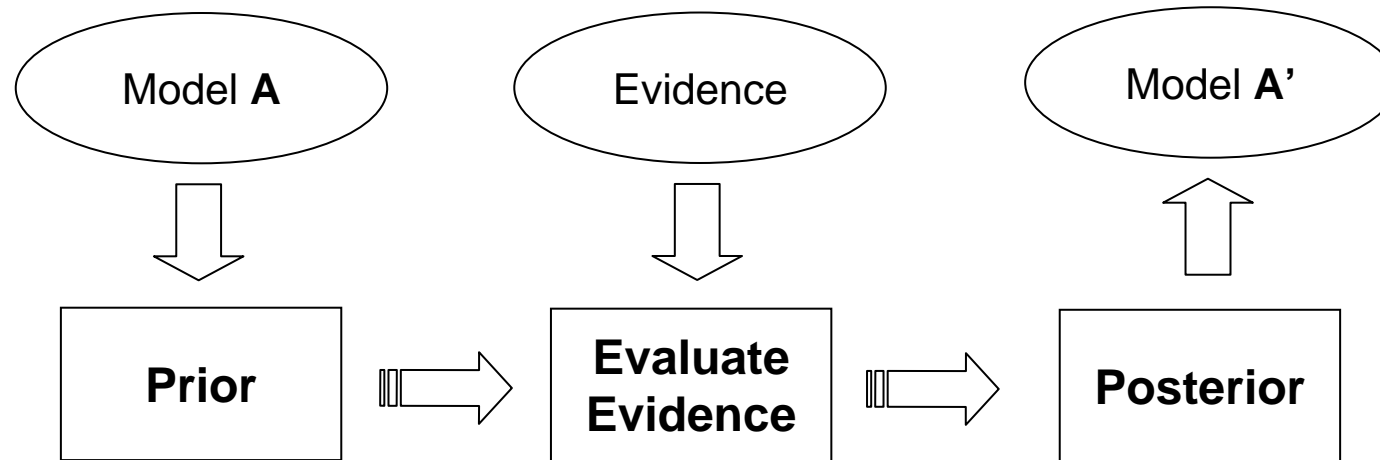 Model A
Evidence
Model A’
Prior
Evaluate
Evidence
Posterior